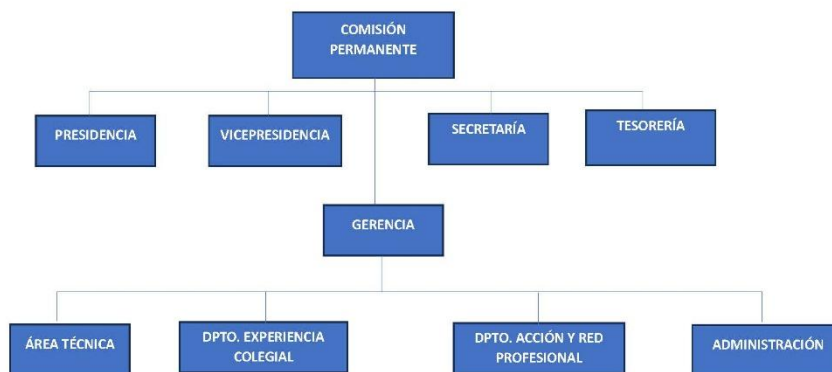 COMISIÓN
PERMANENTE
PRESIDENCIA
VICEPRESIDENCIA
SECRETARÍA
TESORERÍA
GERENCIA
ÁREA TÉCNICA
DPTO. EXPERIENCIA
COLEGIAL
DPTO. ACCIÓN Y RED
PROFESIONAL
ADMINISTRACIÓN